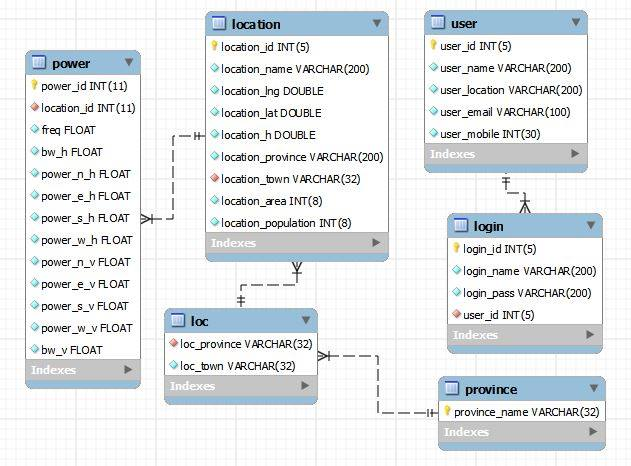 power
power_id INT(11)
location_id INT(11)
freq FLOAT
bw_h FLOAT
power_n_h FLOAT
power_e_h FLOAT
power_s_h FLOAT
power_w_h FLOAT
power_n_v FLOAT
power_e_v FLOAT
power_s_v FLOAT
power_w_v FLOAT
bw_v FLOAT
Indexes
location
location_id INT(5)
location_name VARCHAR(200)
location_lng DOUBLE
location_lat DOUBLE
location_h DOUBLE
location_province VARCHAR(200)
location_town VARCHAR(32)
location_area INT(8)
location_population INT(8)
Indexes
user
user_id INT(5)
user_name VARCHAR(200)
user_location VARCHAR(200)
user_email VARCHAR(100)
user_mobile INT(30)
Indexes
login
login_id INT(5)
login_name VARCHAR(200)
login_pass VARCHAR(200)
user_id INT(5)
Indexes
loc
loc_province VARCHAR(32)
loc_town VARCHAR(32)
Indexes
province
province_name VARCHAR(32)
Indexes